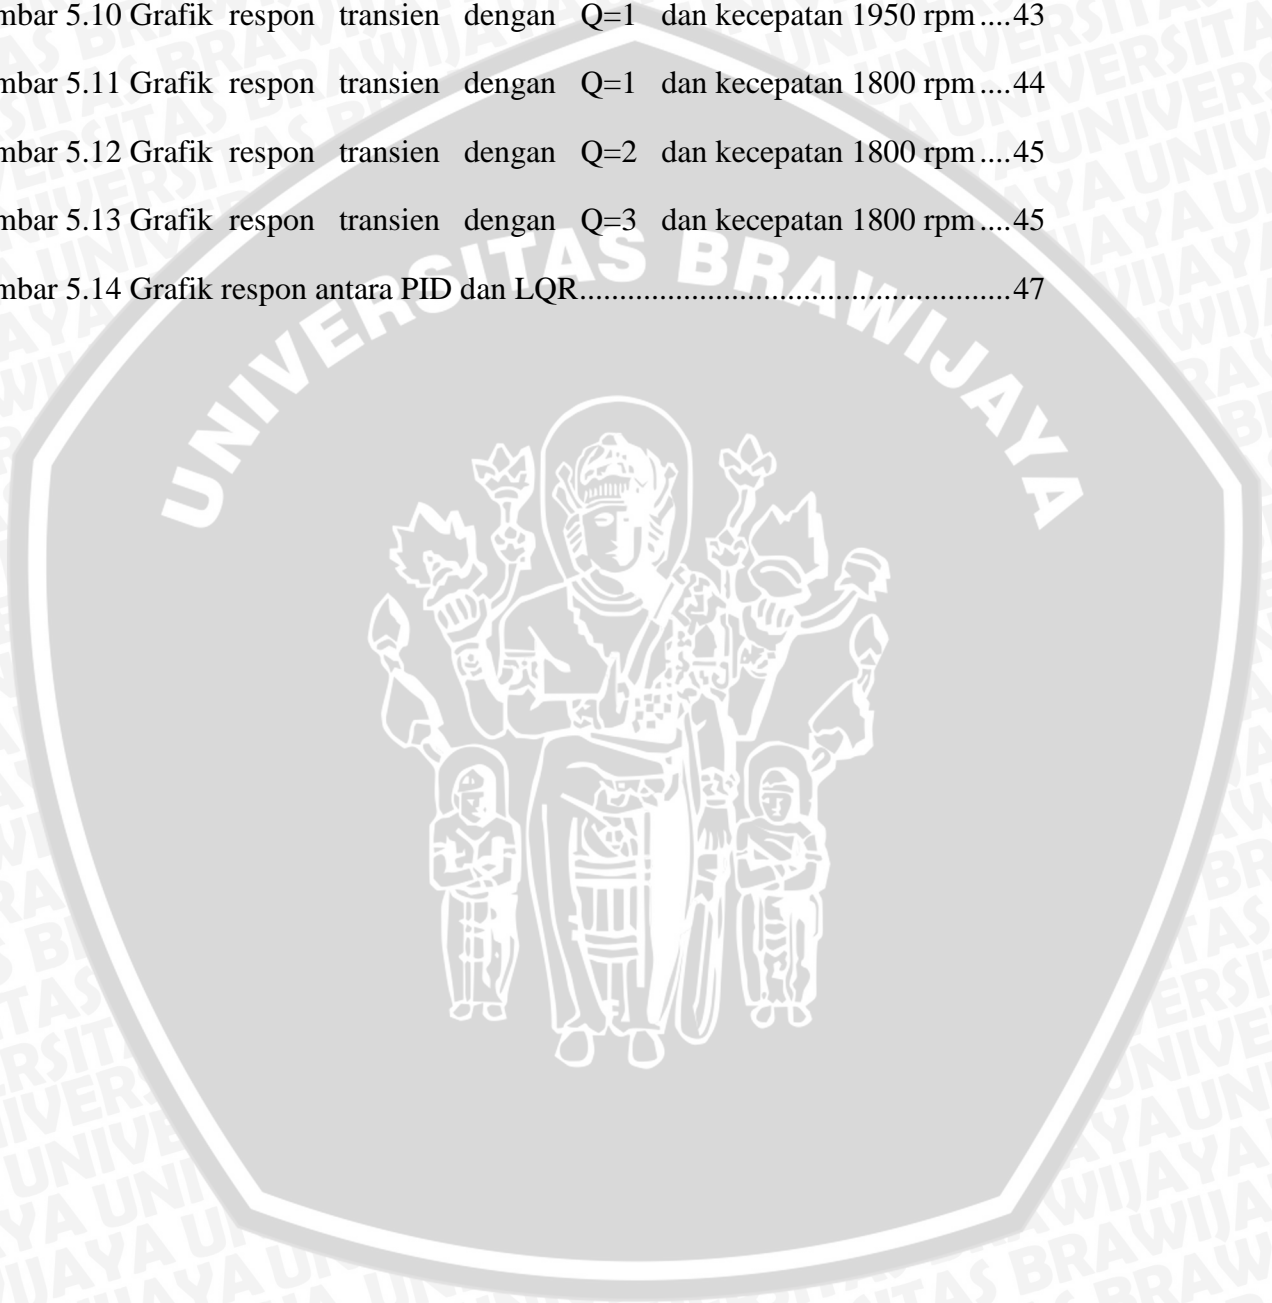 mbar 5.10 Grafik respon transien dengan Q=1 dan kecepatan 1950 rpm....43
mbar 5.11 Grafik respon transien dengan Q=1 dan kecepatan 1800 rpm....44
mbar 5.12 Grafik respon transien dengan Q=2 dan kecepatan 1800 rpm....45
mbar 5.13 Grafik respon transien dengan Q=3 dan kecepatan 1800 rpm....45
mbar 5.14 Grafik respon antara PID dan LQR......................................................47
UNIVERSITAS BRAWIJAYA